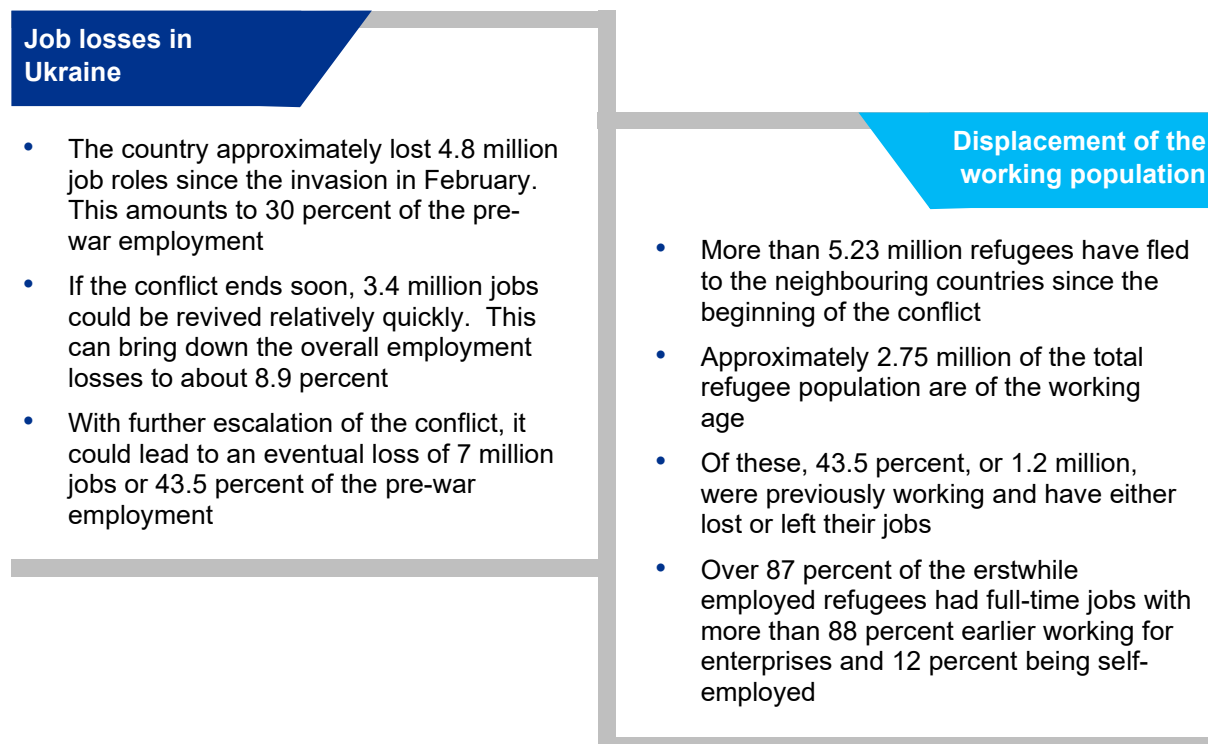 Job losses in
Ukraine
• The country approximately lost 4.8 million
job roles since the invasion in February.
This amounts to 30 percent of the pre-
war employment
• If the conflict ends soon, 3.4 million jobs
could be revived relatively quickly.  This
can bring down the overall employment
losses to about 8.9 percent
• With further escalation of the conflict, it
could lead to an eventual loss of 7 million
jobs or 43.5 percent of the pre-war
employment
Displacement of the
working population
• More than 5.23 million refugees have fled
to the neighbouring countries since the
beginning of the conflict
• Approximately 2.75 million of the total
refugee population are of the working
age
• Of these, 43.5 percent, or 1.2 million,
were previously working and have either
lost or left their jobs
• Over 87 percent of the erstwhile
employed refugees had full-time jobs with
more than 88 percent earlier working for
enterprises and 12 percent being self-
employed